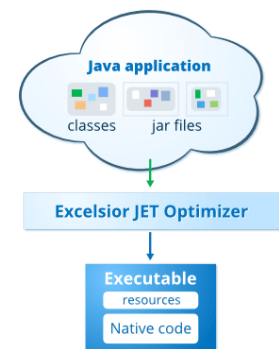 Java application
classes jar files
Excelsior JET Optimizer
Executable
resources
Native code